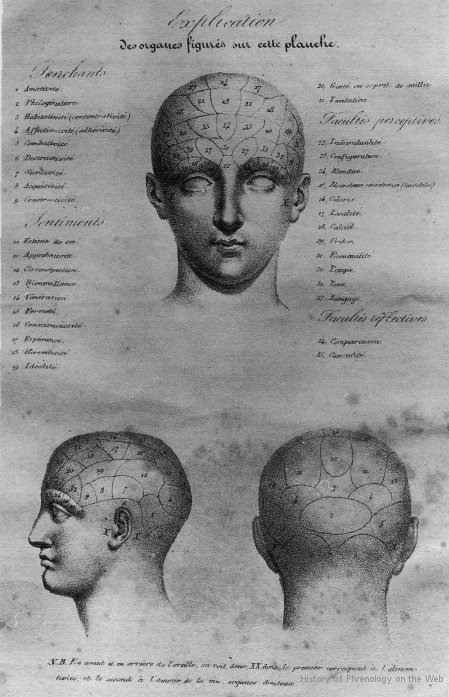 Explication
des organes figurés sur cette planche.
Penchants
1 Amativité.
2 Philogéniture.
3 Habitativité (concentrativité)
4 Affectionivité (adhésivité)
5 Combativité
6 Destructivité
7 Sécrétivité
8 Acquisivité.
9 Constructivité.
Sentiments
10 Estime de soi.
11 Approbativité.
12 Circonspection.
13 Bienveillance.
14 Vénération
15 Fermeté.
16 Conscienciosité
17 Espérance.
18 Merveillosité
19 Idéalité
20. Gaieté ou esprit de saillie
21. Imitation.
Facultés perceptives
22. Individualité
23. Configuration
24. Etendue.
25. Pesanteur résistance (tactilité)
26. Coloris
27. Localité.
28. Calcul.
29. Ordre.
30. Eventualité
31. Temps.
32. Tons.
33. Langage.
Facultés réflectives
34. Comparaison
35. Causalité.
N.B. En avant et en arrière de l'oreille, on voit deux XX dont le premier correspond à l'alimen-
tivité, et le second à l'amour de la vie organes douteux
History of Phrenology on the Web